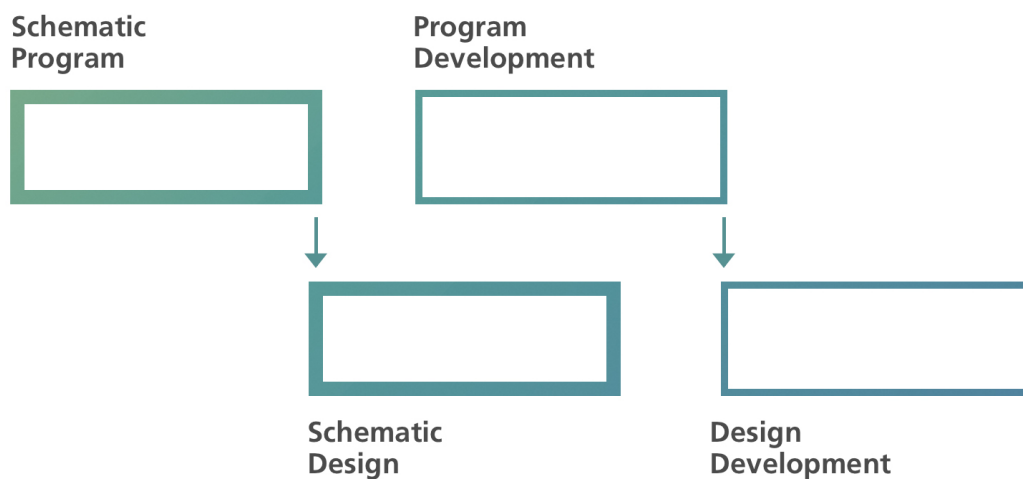 Schematic
Program
Program
Development
Schematic
Design
Design
Development